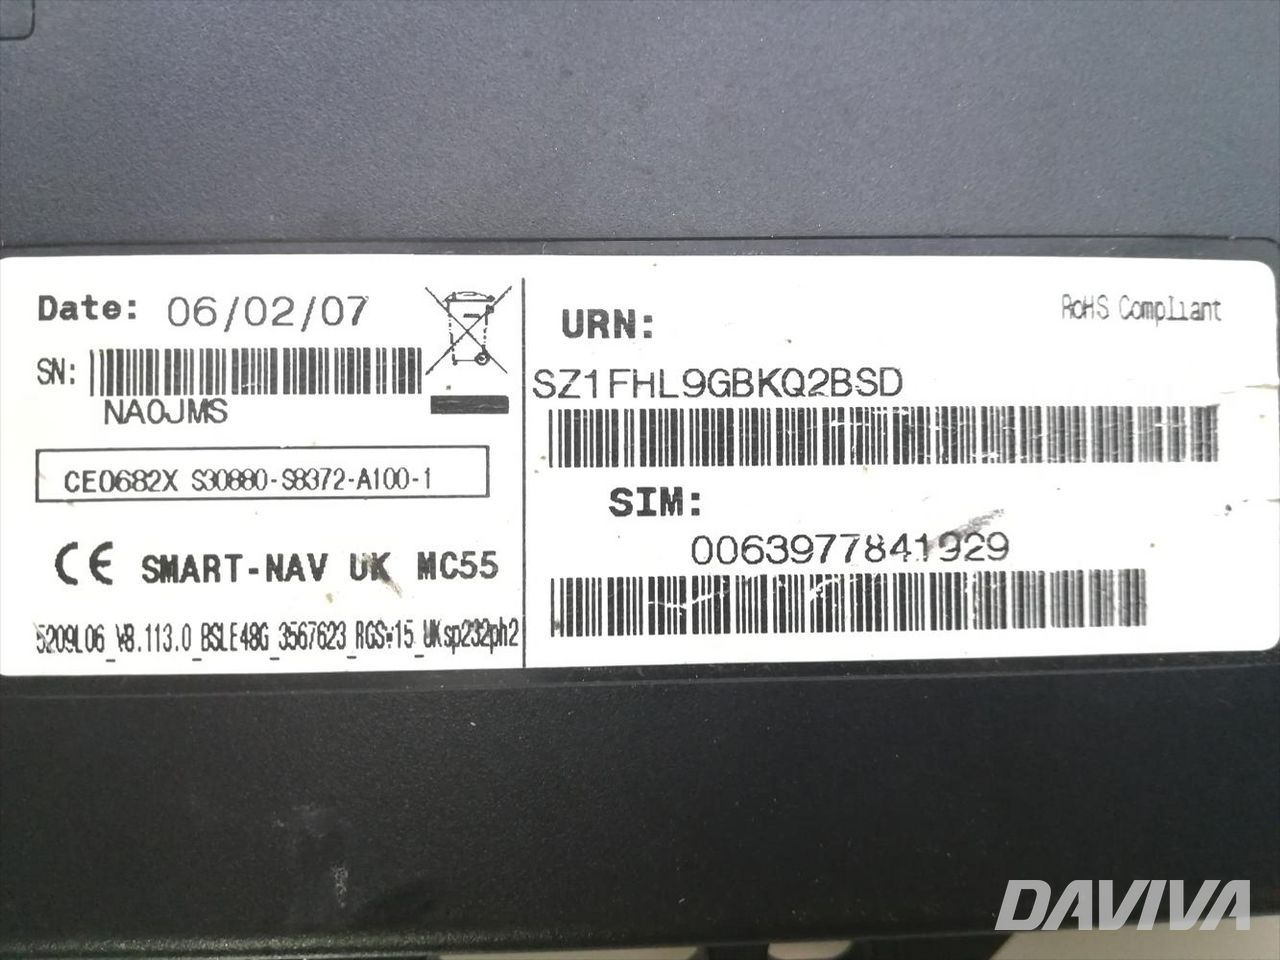 Date: 06/02/07
SN:
NA0JMS
CE0682X S30880-S8372-A100-1
CE SMART-NAV UK MC55
5209L06_V8.113.0_BSLE48G_3567623_RGS#15_UKsp232ph2
RoHS Compliant
URN:
SZ1FHL9GBKQ2BSD
SIM:
0063977841929
DAVIVA